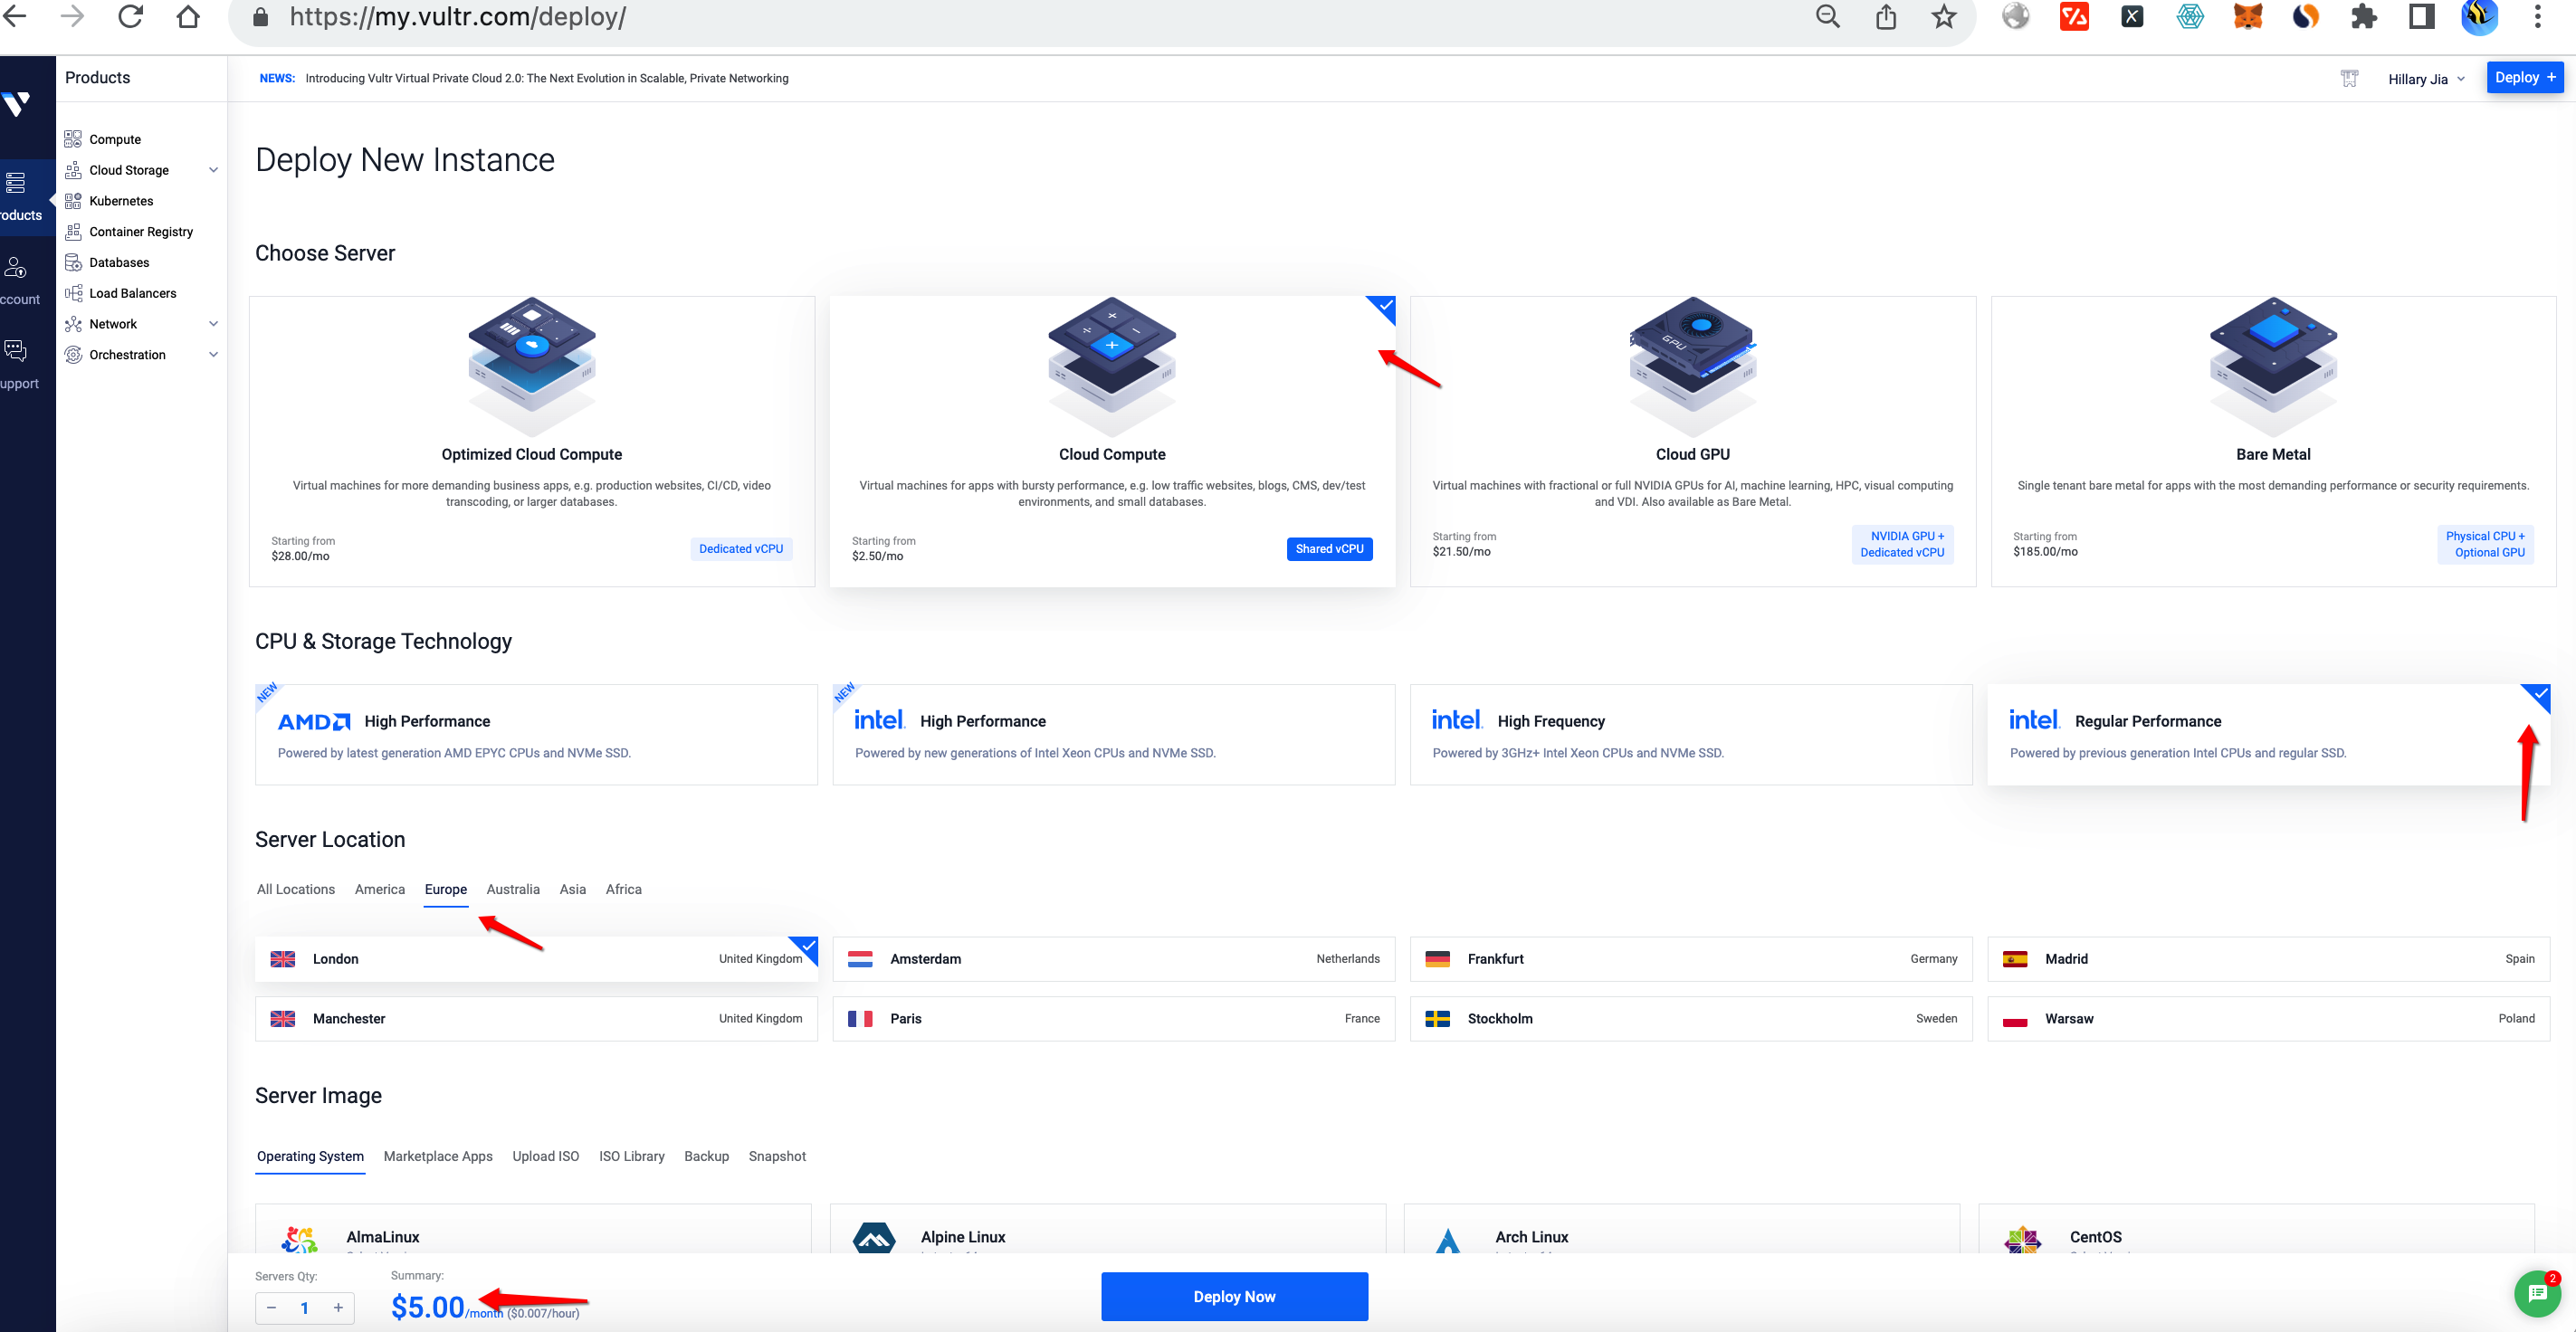 https://my.vultr.com/deploy/
Products
NEWS: Introducing Vultr Virtual Private Cloud 2.0: The Next Evolution in Scalable, Private Networking
Hillary Jia
Deploy +
roducts
ccount
upport
Compute
Cloud Storage
Kubernetes
Container Registry
Databases
Load Balancers
Network
Orchestration
Deploy New Instance
Choose Server
Optimized Cloud Compute
Virtual machines for more demanding business apps, e.g. production websites, CI/CD, video
transcoding, or larger databases.
Starting from
$28.00/mo
Dedicated vCPU
Cloud Compute
Virtual machines for apps with bursty performance, e.g. low traffic websites, blogs, CMS, dev/test
environments, and small databases.
Starting from
$2.50/mo
Shared vCPU
GPU
Cloud GPU
Virtual machines with fractional or full NVIDIA GPUs for AI, machine learning, HPC, visual computing
and VDI. Also available as Bare Metal.
Starting from
$21.50/mo
NVIDIA GPU +
Dedicated vCPU
Bare Metal
Single tenant bare metal for apps with the most demanding performance or security requirements.
Starting from
$185.00/mo
Physical CPU +
Optional GPU
CPU & Storage Technology
NEW
AMD High Performance
Powered by latest generation AMD EPYC CPUs and NVMe SSD.
NEW
intel. High Performance
Powered by new generations of Intel Xeon CPUs and NVMe SSD.
intel. High Frequency
Powered by 3GHz+ Intel Xeon CPUs and NVMe SSD.
intel. Regular Performance
Powered by previous generation Intel CPUs and regular SSD.
Server Location
All Locations America Europe Australia Asia Africa
London United Kingdom
Amsterdam Netherlands
Frankfurt Germany
Madrid Spain
Manchester United Kingdom
Paris France
Stockholm Sweden
Warsaw Poland
Server Image
Operating System Marketplace Apps Upload ISO ISO Library Backup Snapshot
AlmaLinux
Alpine Linux
Arch Linux
CentOS
Servers Qty:
− 1 +
Summary:
$5.00/month ($0.007/hour)
Deploy Now
2